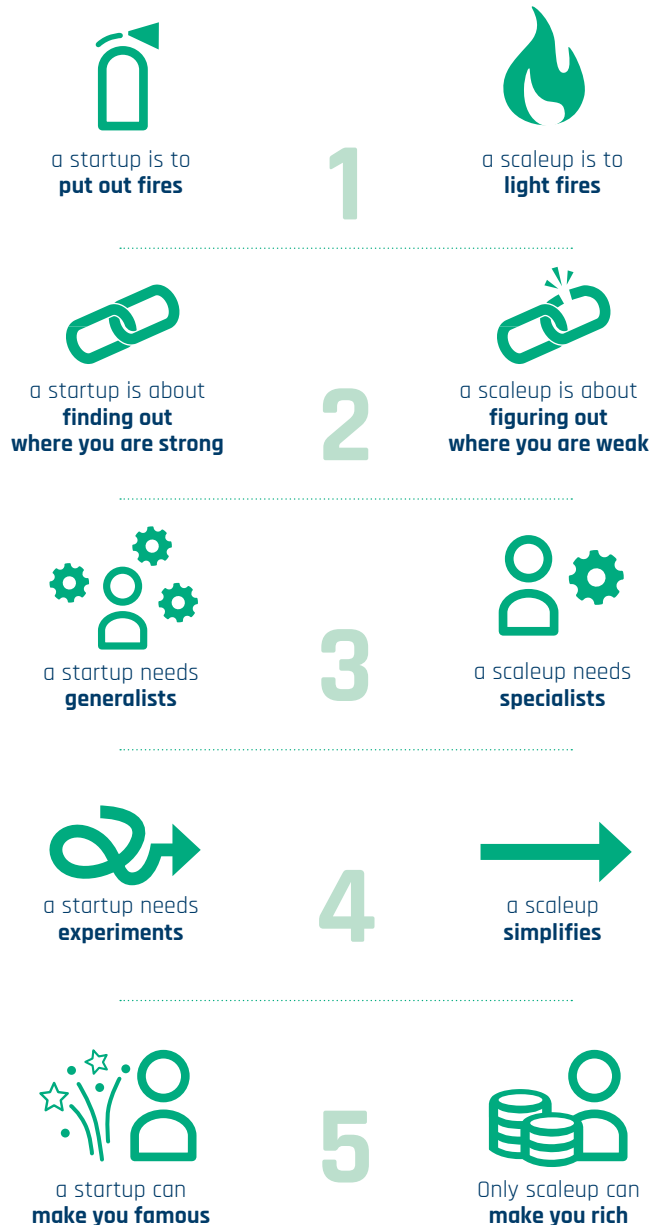 a startup is to
put out fires
1
a scaleup is to
light fires
a startup is about
finding out
where you are strong
2
a scaleup is about
figuring out
where you are weak
a startup needs
generalists
3
a scaleup needs
specialists
a startup needs
experiments
4
a scaleup
simplifies
a startup can
make you famous
5
Only scaleup can
make you rich